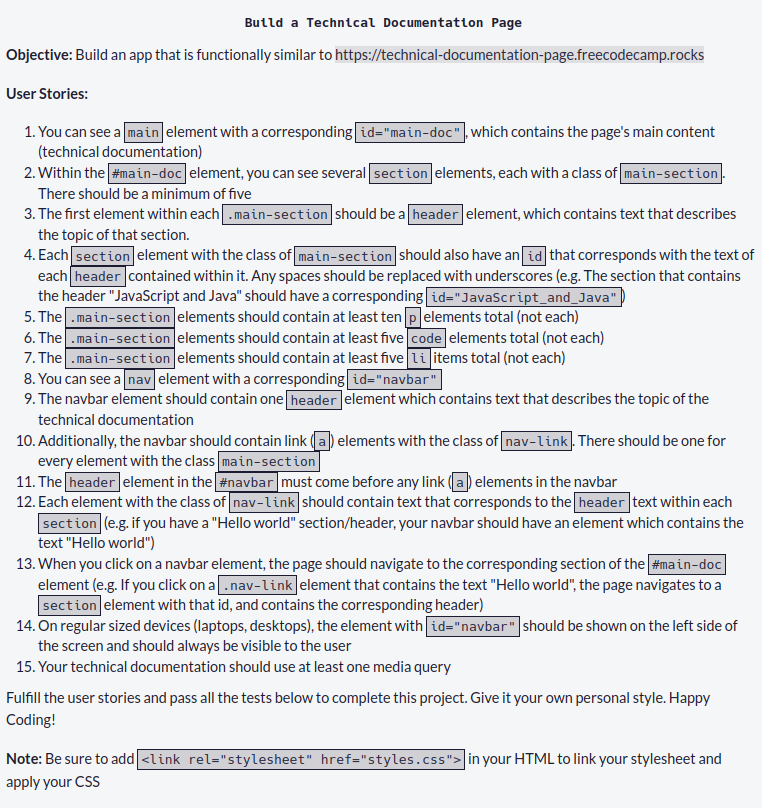 Build a Technical Documentation Page
Objective: Build an app that is functionally similar to https://technical-documentation-page.freecodecamp.rocks
User Stories:
1. You can see a main element with a corresponding id="main-doc", which contains the page's main content
(technical documentation)
2. Within the #main-doc element, you can see several section elements, each with a class of main-section.
There should be a minimum of five
3. The first element within each .main-section should be a header element, which contains text that describes
the topic of that section.
4. Each section element with the class of main-section should also have an id that corresponds with the text of
each header contained within it. Any spaces should be replaced with underscores (e.g. The section that contains
the header "JavaScript and Java" should have a corresponding id="JavaScript_and_Java")
5. The .main-section elements should contain at least ten p elements total (not each)
6. The .main-section elements should contain at least five code elements total (not each)
7. The .main-section elements should contain at least five li items total (not each)
8. You can see a nav element with a corresponding id="navbar"
9. The navbar element should contain one header element which contains text that describes the topic of the
technical documentation
10. Additionally, the navbar should contain link (a) elements with the class of nav-link. There should be one for
every element with the class main-section
11. The header element in the #navbar must come before any link (a) elements in the navbar
12. Each element with the class of nav-link should contain text that corresponds to the header text within each
section (e.g. if you have a "Hello world" section/header, your navbar should have an element which contains the
text "Hello world")
13. When you click on a navbar element, the page should navigate to the corresponding section of the #main-doc
element (e.g. If you click on a .nav-link element that contains the text "Hello world", the page navigates to a
section element with that id, and contains the corresponding header)
14. On regular sized devices (laptops, desktops), the element with id="navbar" should be shown on the left side of
the screen and should always be visible to the user
15. Your technical documentation should use at least one media query
Fulfill the user stories and pass all the tests below to complete this project. Give it your own personal style. Happy
Coding!
Note: Be sure to add <link rel="stylesheet" href="styles.css"> in your HTML to link your stylesheet and
apply your CSS